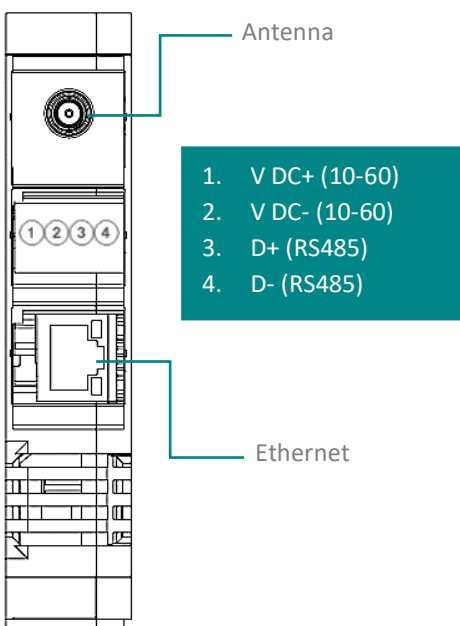 Antenna
1. V DC+ (10-60)
2. V DC- (10-60)
3. D+ (RS485)
4. D- (RS485)
1 2 3 4
Ethernet